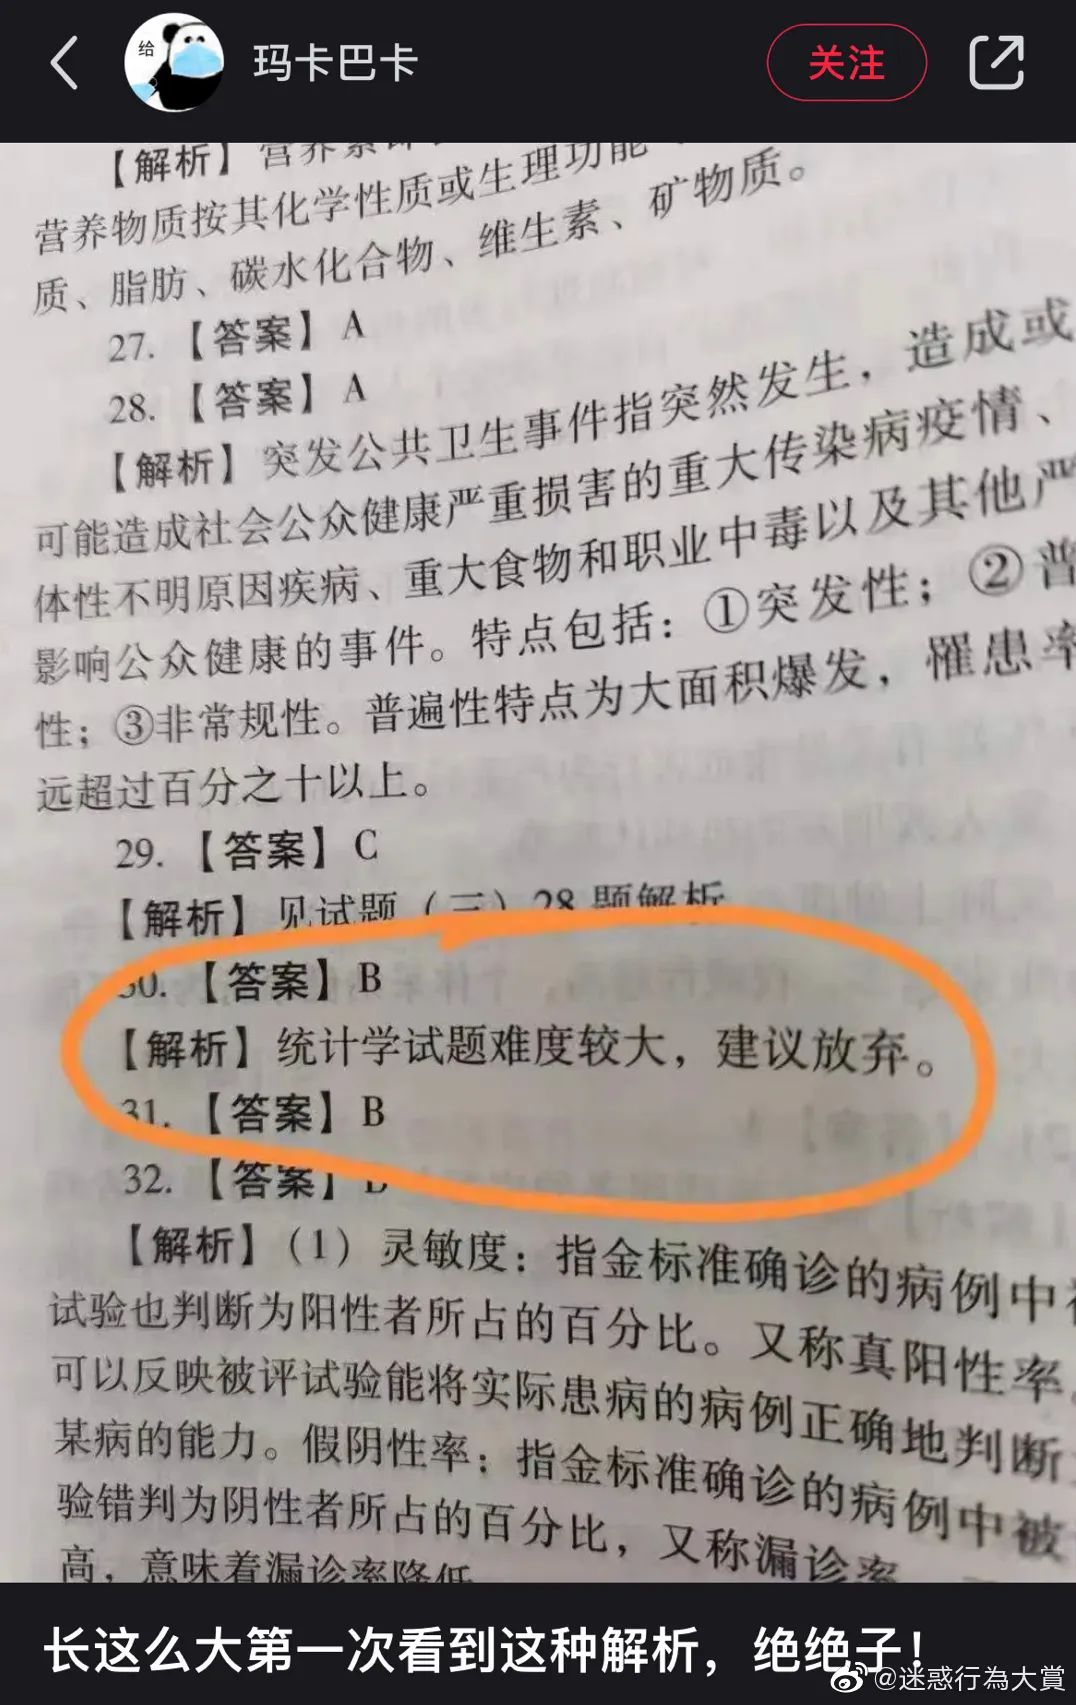 给
玛卡巴卡
关注
【解析】营养素
营养物质按其化学性质或生理功能
质、脂肪、碳水化合物、维生素、矿物质。
27.【答案】A
28.【答案】A
【解析】突发公共卫生事件指突然发生，造成或
可能造成社会公众健康严重损害的重大传染病疫情、
体性不明原因疾病、重大食物和职业中毒以及其他严
影响公众健康的事件。特点包括：①突发性；②普
性；③非常规性。普遍性特点为大面积爆发，罹患率
远超过百分之十以上。
29.【答案】C
【解析】见试题（三）28题解析
30.【答案】B
【解析】统计学试题难度较大，建议放弃。
31.【答案】B
32.【答案】
【解析】（1）灵敏度：指金标准确诊的病例中被
试验也判断为阳性者所占的百分比。又称真阳性率。
可以反映被评试验能将实际患病的病例正确地判断
某病的能力。假阴性率：指金标准确诊的病例中被
验错判为阴性者所占的百分比，又称漏诊率
高，意味着漏诊率降低
长这么大第一次看到这种解析，绝绝子！
@迷惑行為大賞